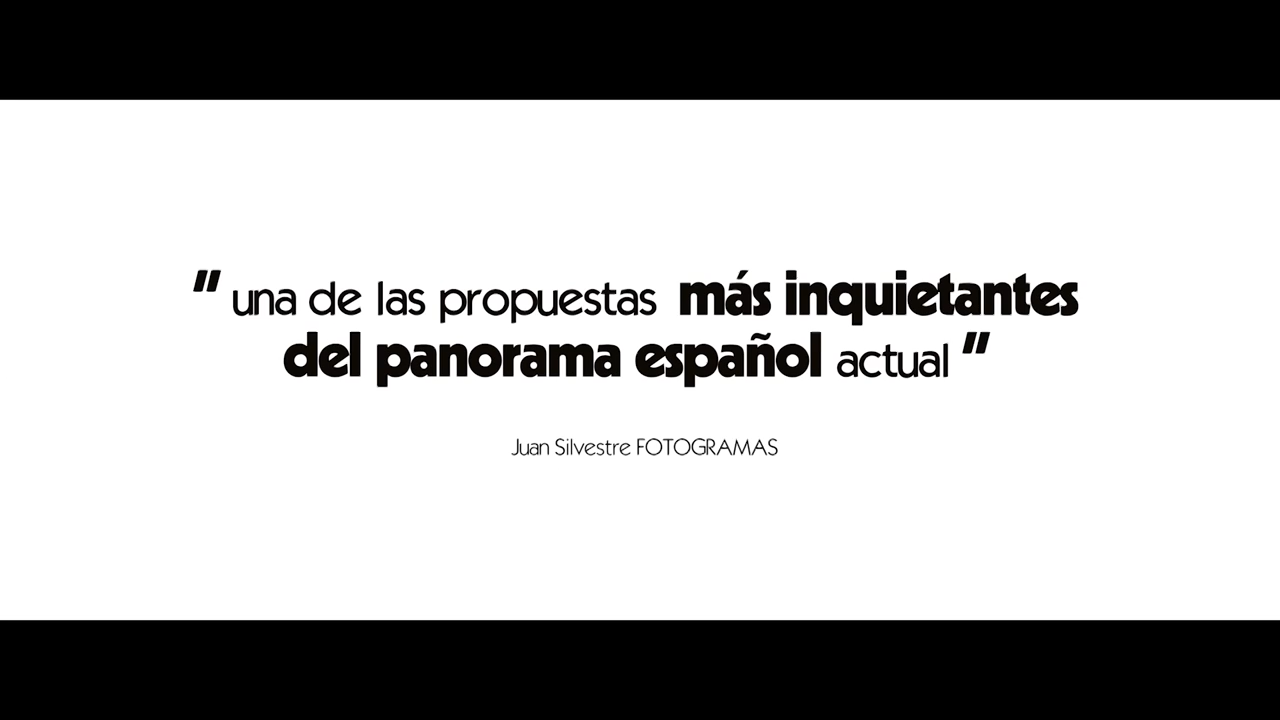 " una de las propuestas más inquietantes
del panorama español actual "
Juan Silvestre FOTOGRAMAS